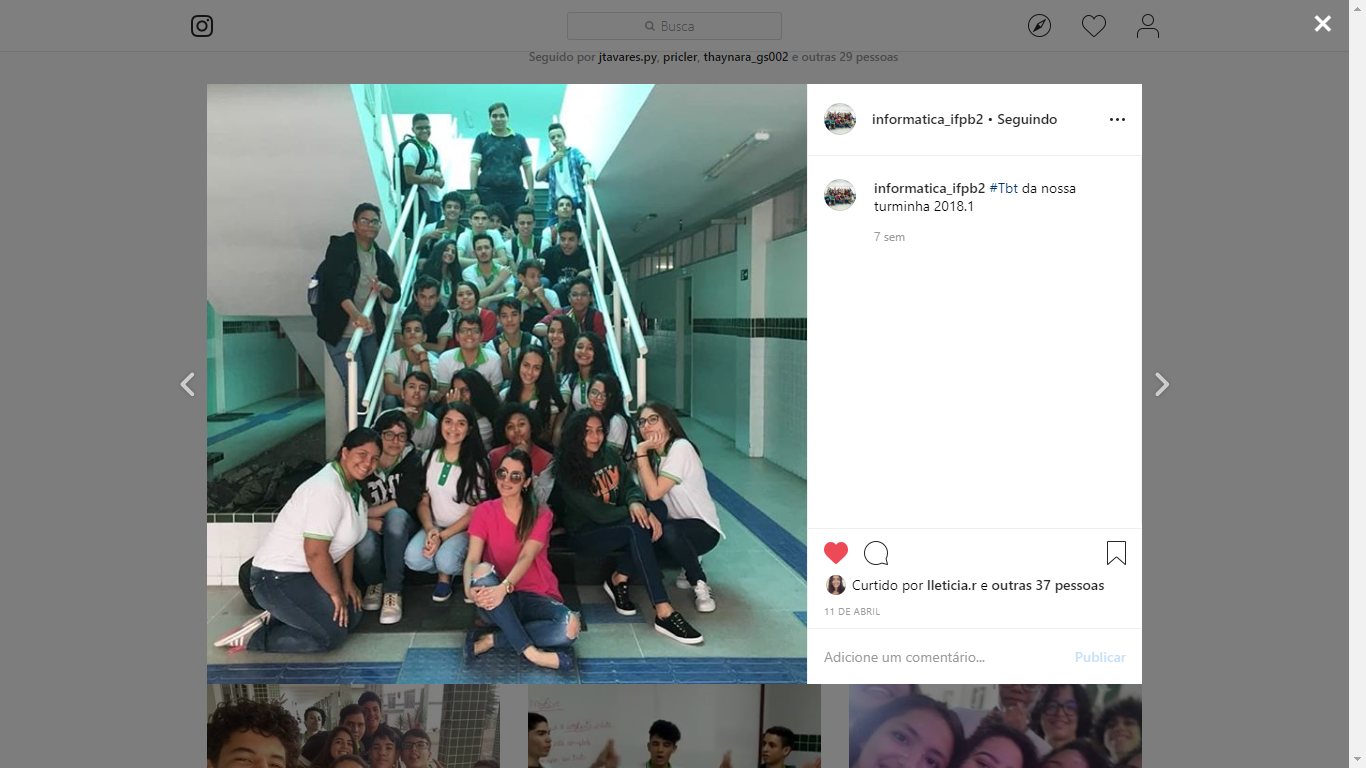 Busca
Seguido por jtavares.py, pricler, thaynara_gs002 e outras 29 pessoas
informatica_ifpb2 • Seguindo
informatica_ifpb2 #Tbt da nossa
turminha 2018.1
7 sem
Curtido por lleticia.r e outras 37 pessoas
11 DE ABRIL
Adicione um comentário...
Publicar